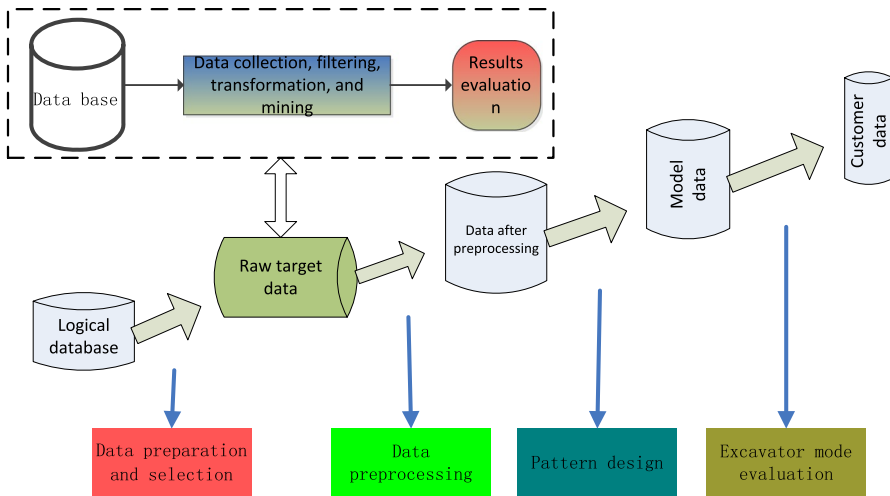 Data base
Data collection, filtering,
transformation, and
mining
Results
evaluatio
n
Customer
data
Model
data
Data after
preprocessing
Raw target
data
Logical
database
Data preparation
and selection
Data
preprocessing
Pattern design
Excavator mode
evaluation